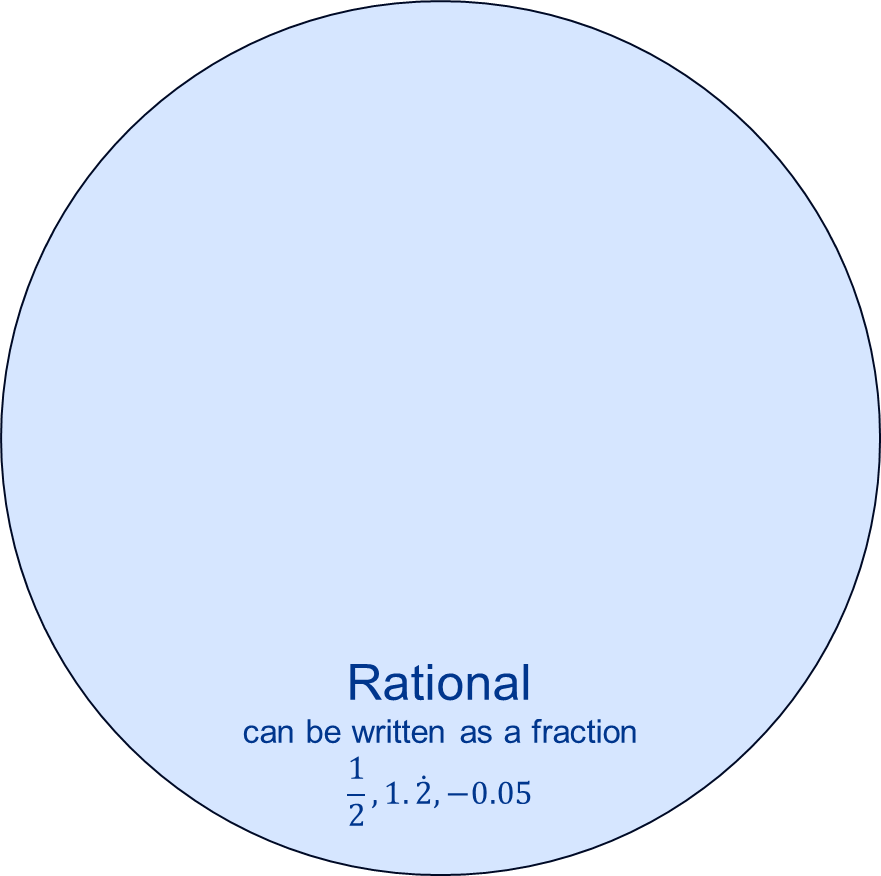 Rational
can be written as a fraction
1/2, 1.2̇, −0.05